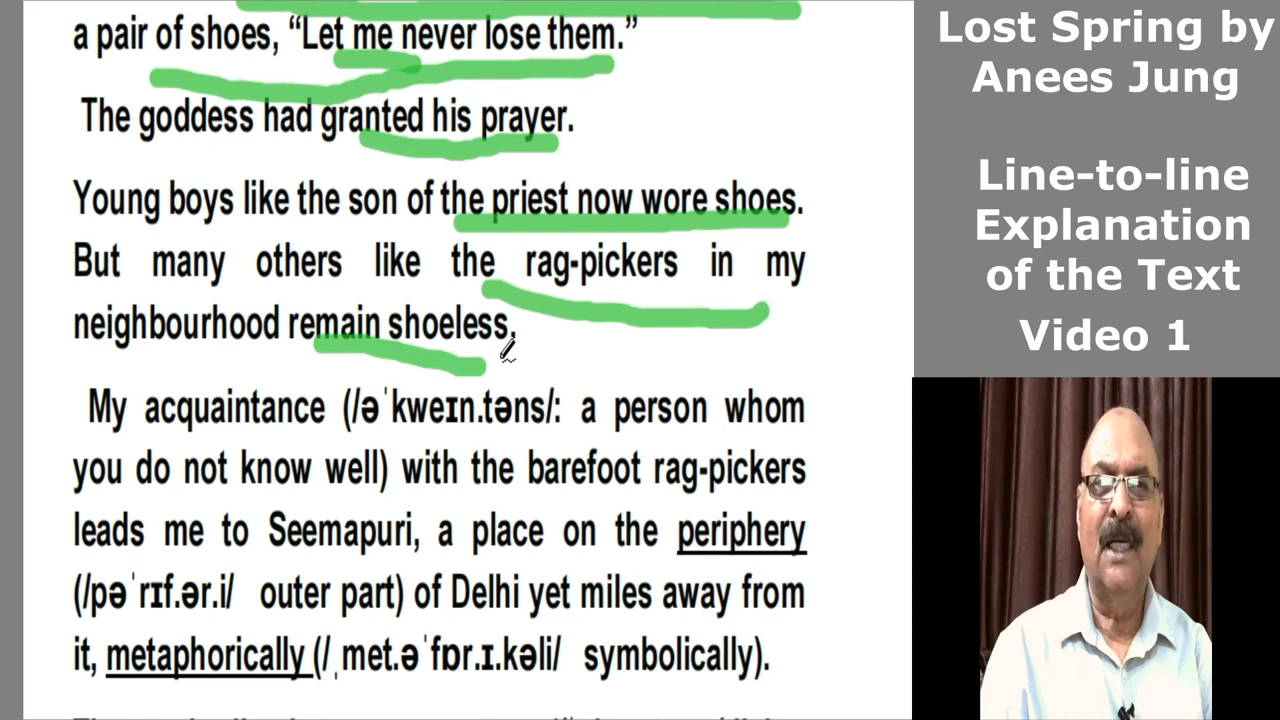 a pair of shoes, “Let me never lose them.”
The goddess had granted his prayer.
Young boys like the son of the priest now wore shoes.
But many others like the rag-pickers in my
neighbourhood remain shoeless.
My acquaintance (/əˈkweɪn.təns/: a person whom
you do not know well) with the barefoot rag-pickers
leads me to Seemapuri, a place on the periphery
(/pəˈrɪf.ər.i/ outer part) of Delhi yet miles away from
it, metaphorically (/ˌmet.əˈfɒr.ɪ.kəli/ symbolically).
Lost Spring by
Anees Jung
Line-to-line
Explanation
of the Text
Video 1